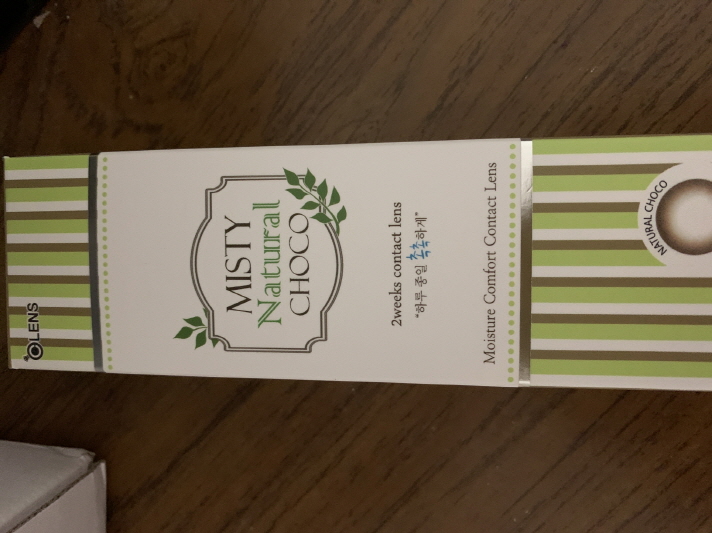 OLENS
MISTY
Natural
CHOCO
2weeks contact lens
"하루 종일 촉촉하게"
Moisture Comfort Contact Lens
NATURAL CHOCO